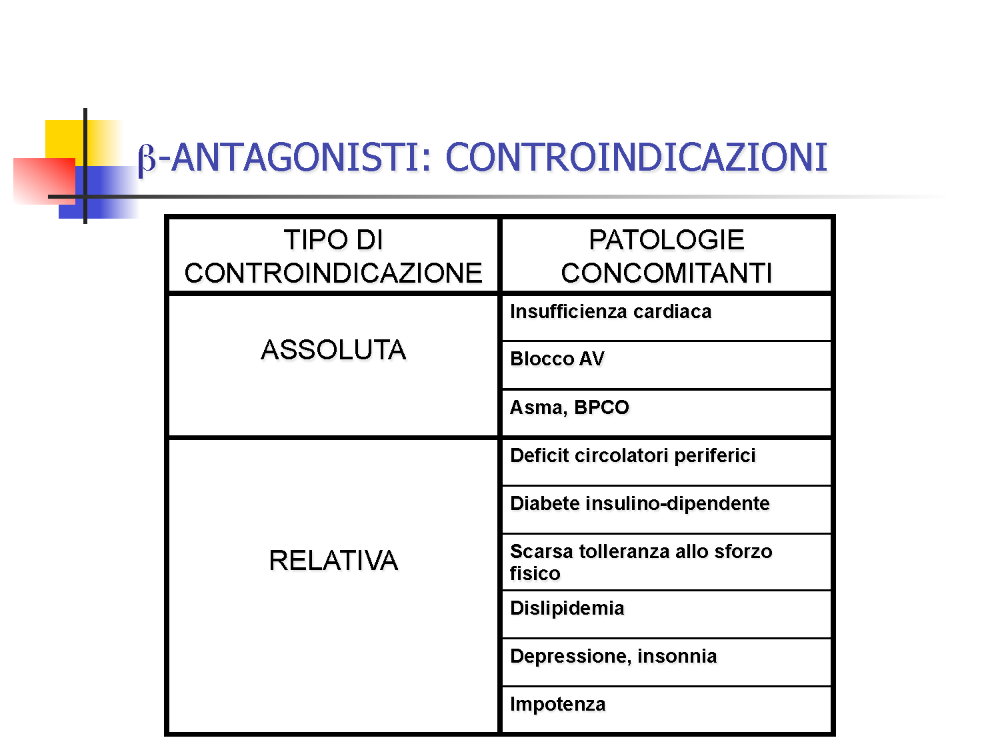 β-ANTAGONISTI: CONTROINDICAZIONI
TIPO DI
CONTROINDICAZIONE
PATOLOGIE
CONCOMITANTI
ASSOLUTA
Insufficienza cardiaca
Blocco AV
Asma, BPCO
RELATIVA
Deficit circolatori periferici
Diabete insulino-dipendente
Scarsa tolleranza allo sforzo
fisico
Dislipidemia
Depressione, insonnia
Impotenza